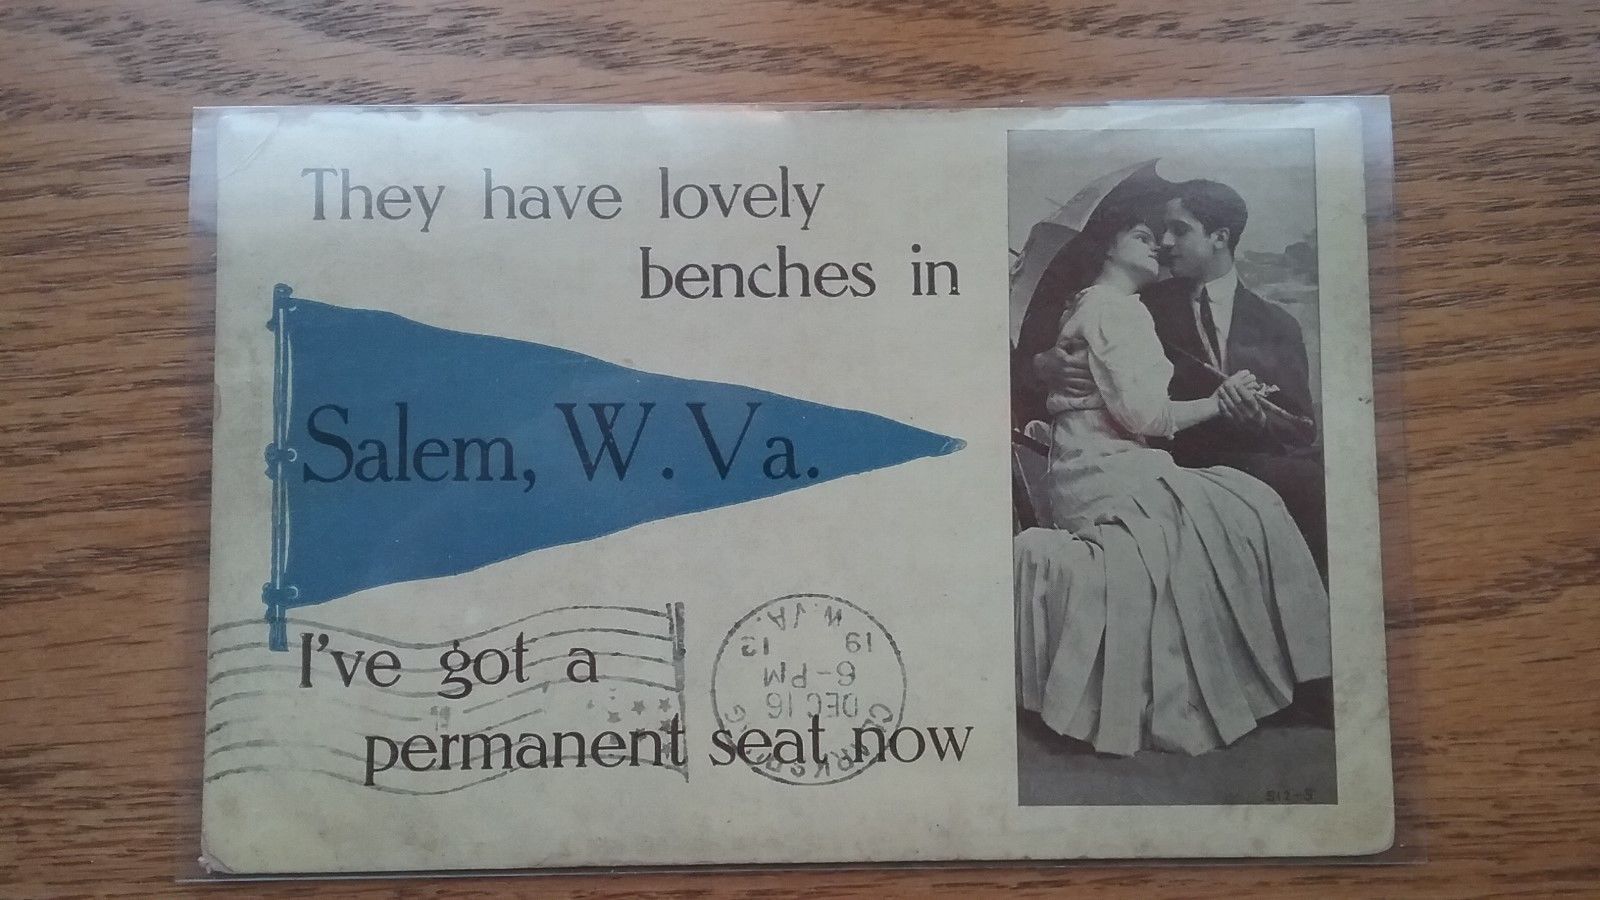 They have lovely
benches in
Salem, W. Va.
I've got a
permanent seat now
W. VA.
19 13
6-PM
DEC 16
512-5